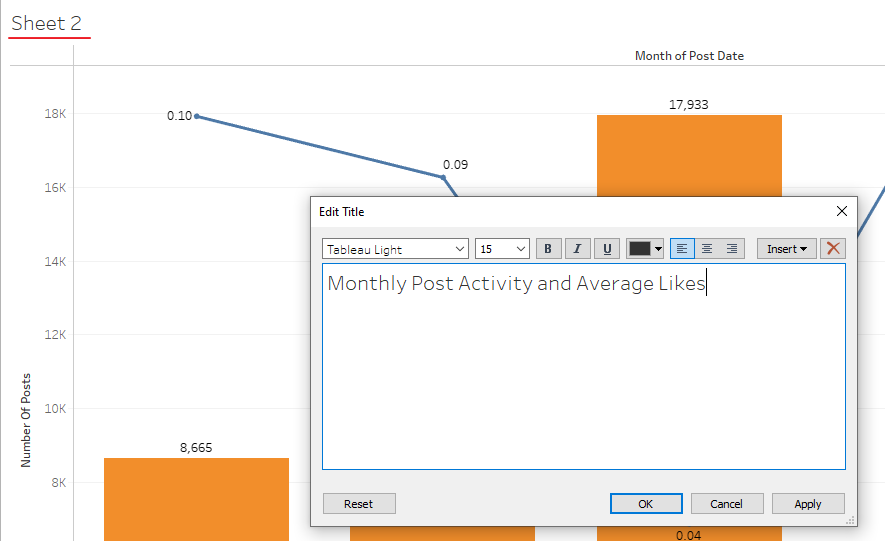 Sheet 2
Month of Post Date
18K
17,933
0.10
0.09
16K
Edit Title
Tableau Light
15
B
I
U
Insert
14K
Monthly Post Activity and Average Likes
12K
Number Of Posts
10K
8,665
8K
Reset
OK
Cancel
Apply
0.04